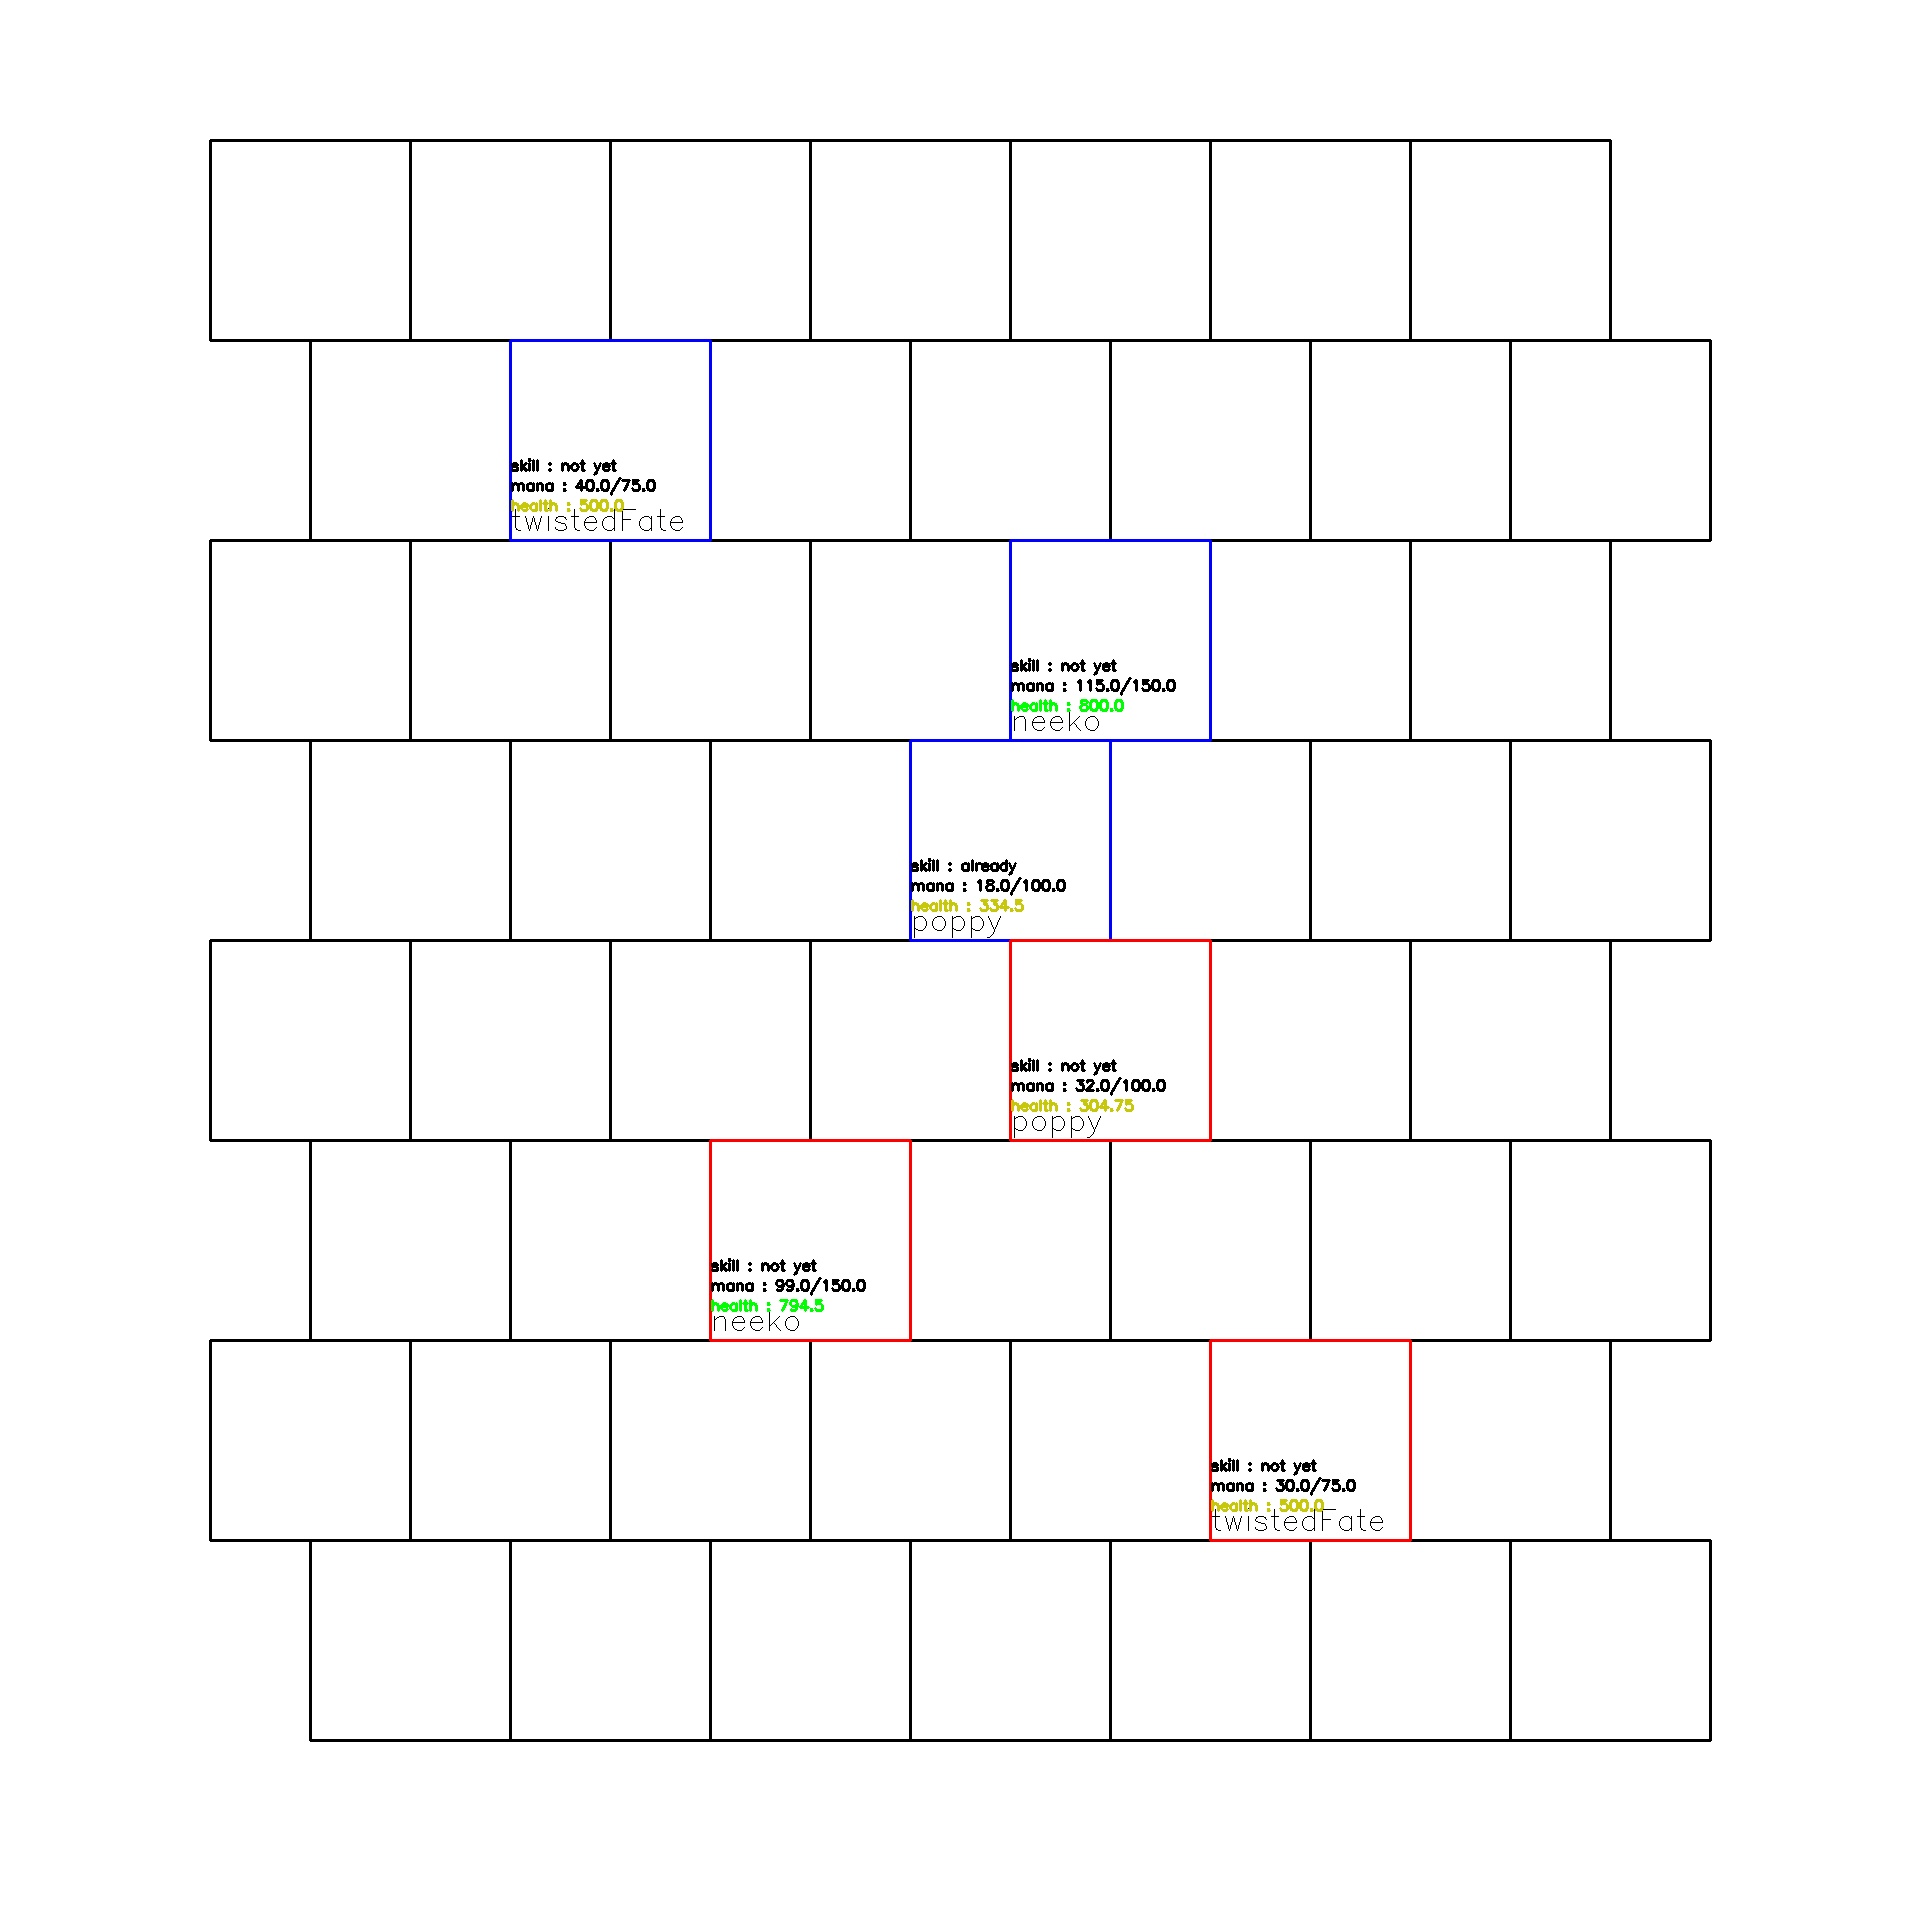 skill : not yet
mana : 40.0/75.0
health : 500.0
twistedFate
skill : not yet
mana : 115.0/150.0
health : 800.0
neeko
skill : already
mana : 18.0/100.0
health : 334.5
poppy
skill : not yet
mana : 32.0/100.0
health : 304.75
poppy
skill : not yet
mana : 99.0/150.0
health : 794.5
neeko
skill : not yet
mana : 30.0/75.0
health : 500.0
twistedFate